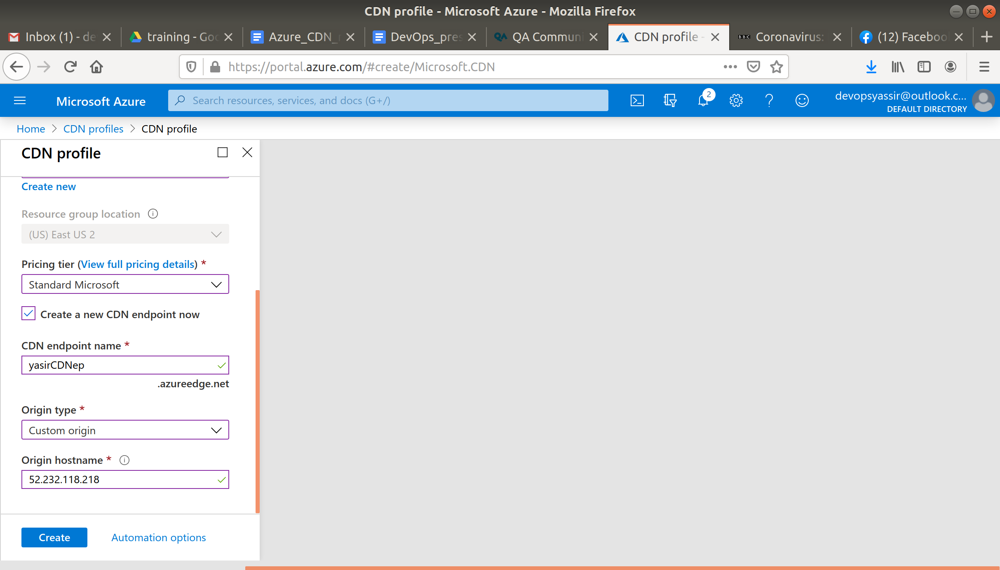 CDN profile - Microsoft Azure - Mozilla Firefox
Inbox (1) - de
training - Goo
Azure_CDN_
DevOps_pres
QA Communi
CDN profile -
BBC
Coronavirus:
(12) Facebook
https://portal.azure.com/#create/Microsoft.CDN
Microsoft Azure
Search resources, services, and docs (G+/)
2
devopsyassir@outlook.c...
DEFAULT DIRECTORY
Home > CDN profiles > CDN profile
CDN profile
Create new
Resource group location
(US) East US 2
Pricing tier (View full pricing details) *
Standard Microsoft
Create a new CDN endpoint now
CDN endpoint name *
yasirCDNep
.azureedge.net
Origin type *
Custom origin
Origin hostname *
52.232.118.218
Create
Automation options